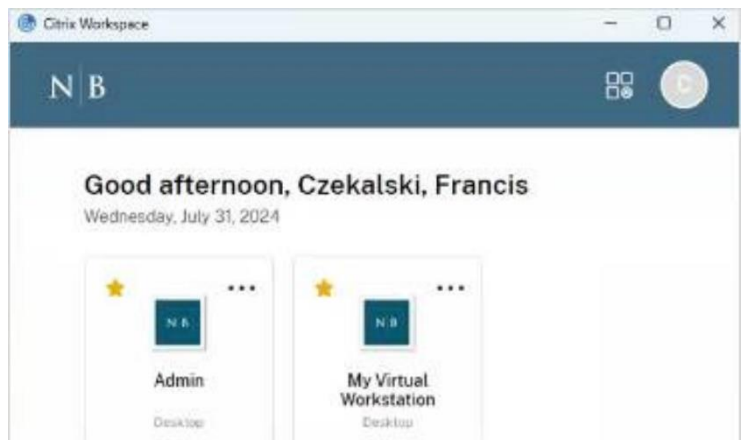 Citrix Workspace
N|B
C
Good afternoon, Czekalski, Francis
Wednesday, July 31, 2024
N|B
N|B
Admin
My Virtual
Workstation
Desktop
Desktop